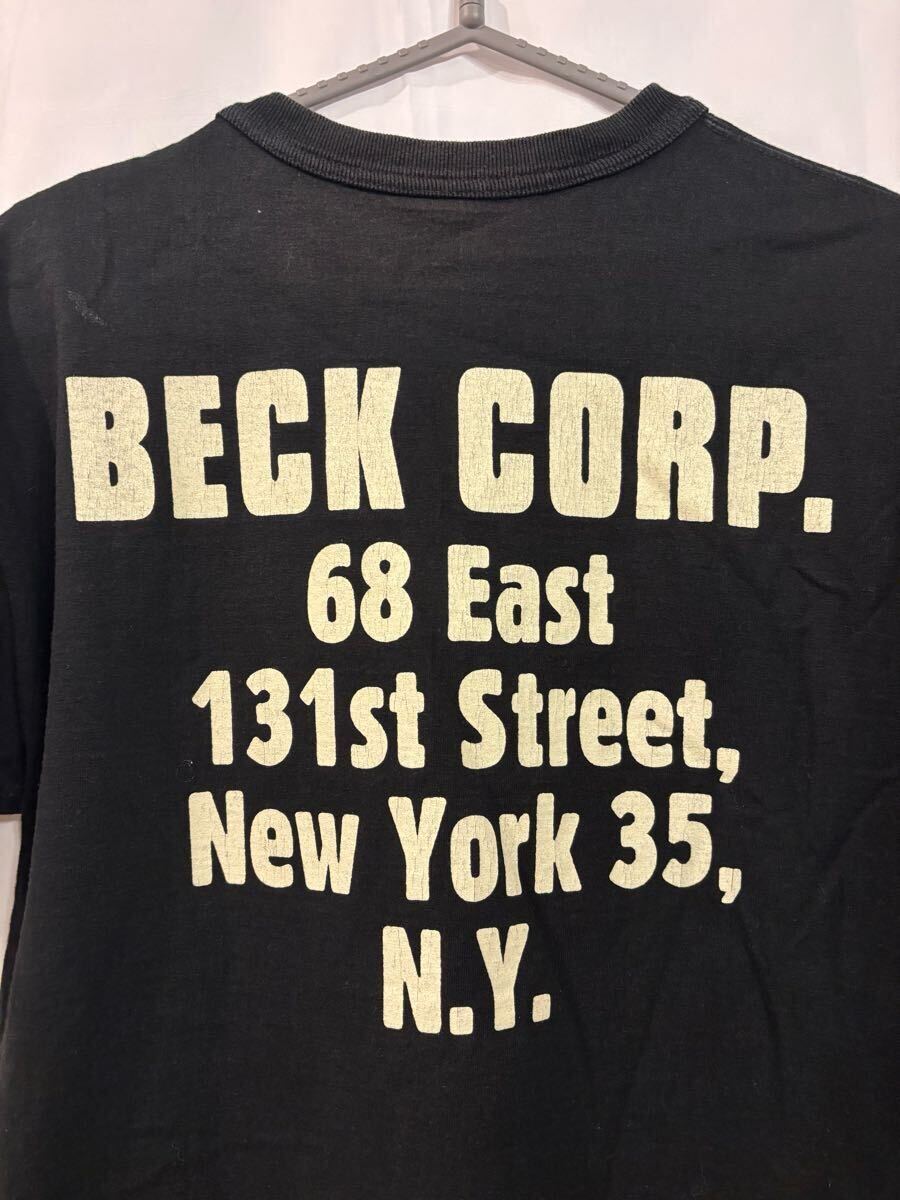 BECK CORP.
68 East
131st Street,
New York 35,
N.Y.